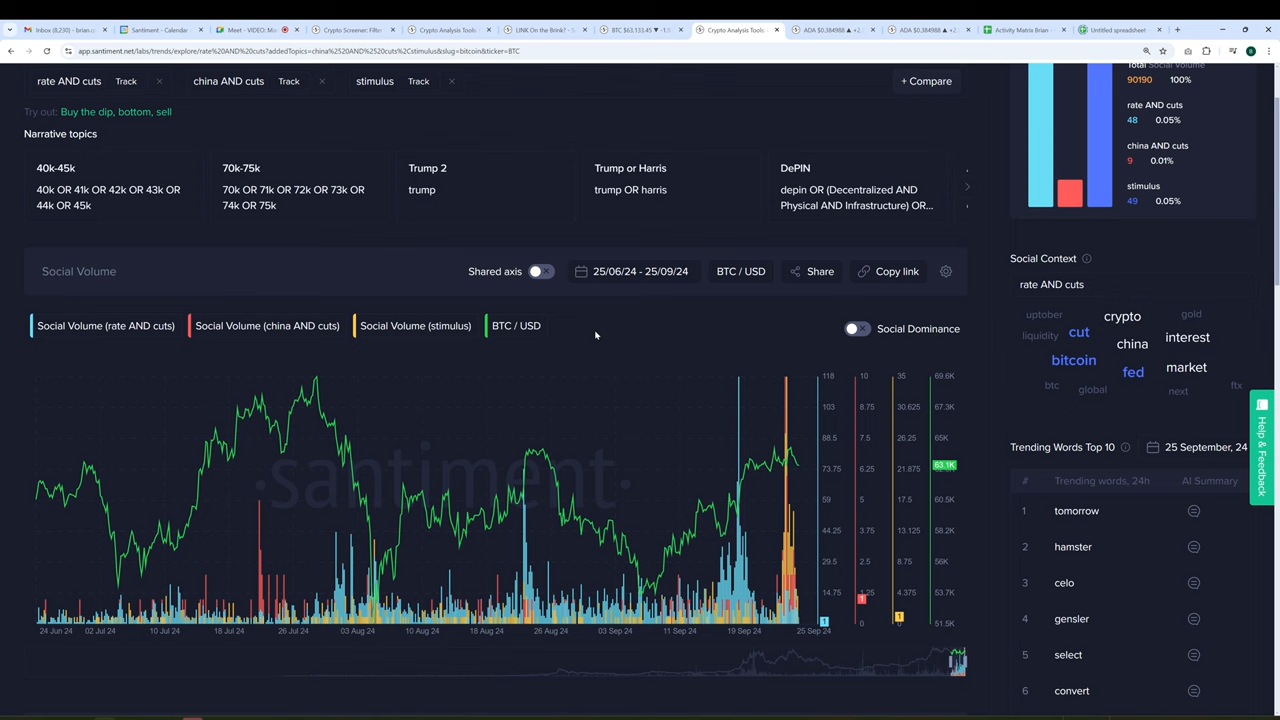 Inbox (8,230) - brian.q
Santiment - Calendar
Meet - VIDEO: M
Crypto Screener: Filter
Crypto Analysis Tools
LINK On the Brink? - S
BTC $63,133.45 ▼ -1.5
Crypto Analysis Tools
ADA $0.384988 ▲ +2.
ADA $0.384988 ▲ +2.
Activity Matrix Brian -
Untitled spreadsheet
app.santiment.net/labs/trends/explore/rate%20AND%20cuts?addedTopics=china%2520AND%2520cuts%2Cstimulus&slug=bitcoin&ticker=BTC
rate AND cuts Track
china AND cuts Track
stimulus Track
+ Compare
Try out: Buy the dip, bottom, sell
Narrative topics
40k-45k
40k OR 41k OR 42k OR 43k OR
44k OR 45k
70k-75k
70k OR 71k OR 72k OR 73k OR
74k OR 75k
Trump 2
trump
Trump or Harris
trump OR harris
DePIN
depin OR (Decentralized AND
Physical AND Infrastructure) OR...
Social Volume
Shared axis
25/06/24 - 25/09/24
BTC / USD
Share
Copy link
Social Volume (rate AND cuts)
Social Volume (china AND cuts)
Social Volume (stimulus)
BTC / USD
Social Dominance
·santiment·
118 10 35 69.6K
103 8.75 30.625 67.3K
88.5 7.5 26.25 65K
73.75 6.25 21.875 63.1K
59 5 17.5 60.5K
44.25 3.75 13.125 58.2K
29.5 2.5 8.75 56K
14.75 1.25 4.375 53.7K
1 1
1 0 0 51.5K
24 Jun 24 02 Jul 24 10 Jul 24 18 Jul 24 26 Jul 24 03 Aug 24 10 Aug 24 18 Aug 24 26 Aug 24 03 Sep 24 11 Sep 24 19 Sep 24 25 Sep 24
Total Social Volume
90190 100%
rate AND cuts
48 0.05%
china AND cuts
9 0.01%
stimulus
49 0.05%
Social Context
rate AND cuts
uptober crypto gold
liquidity cut china interest
bitcoin fed market
btc global next ftx
Trending Words Top 10
25 September, 24
# Trending words, 24h AI Summary
1 tomorrow
2 hamster
3 celo
4 gensler
5 select
6 convert
Help & Feedback